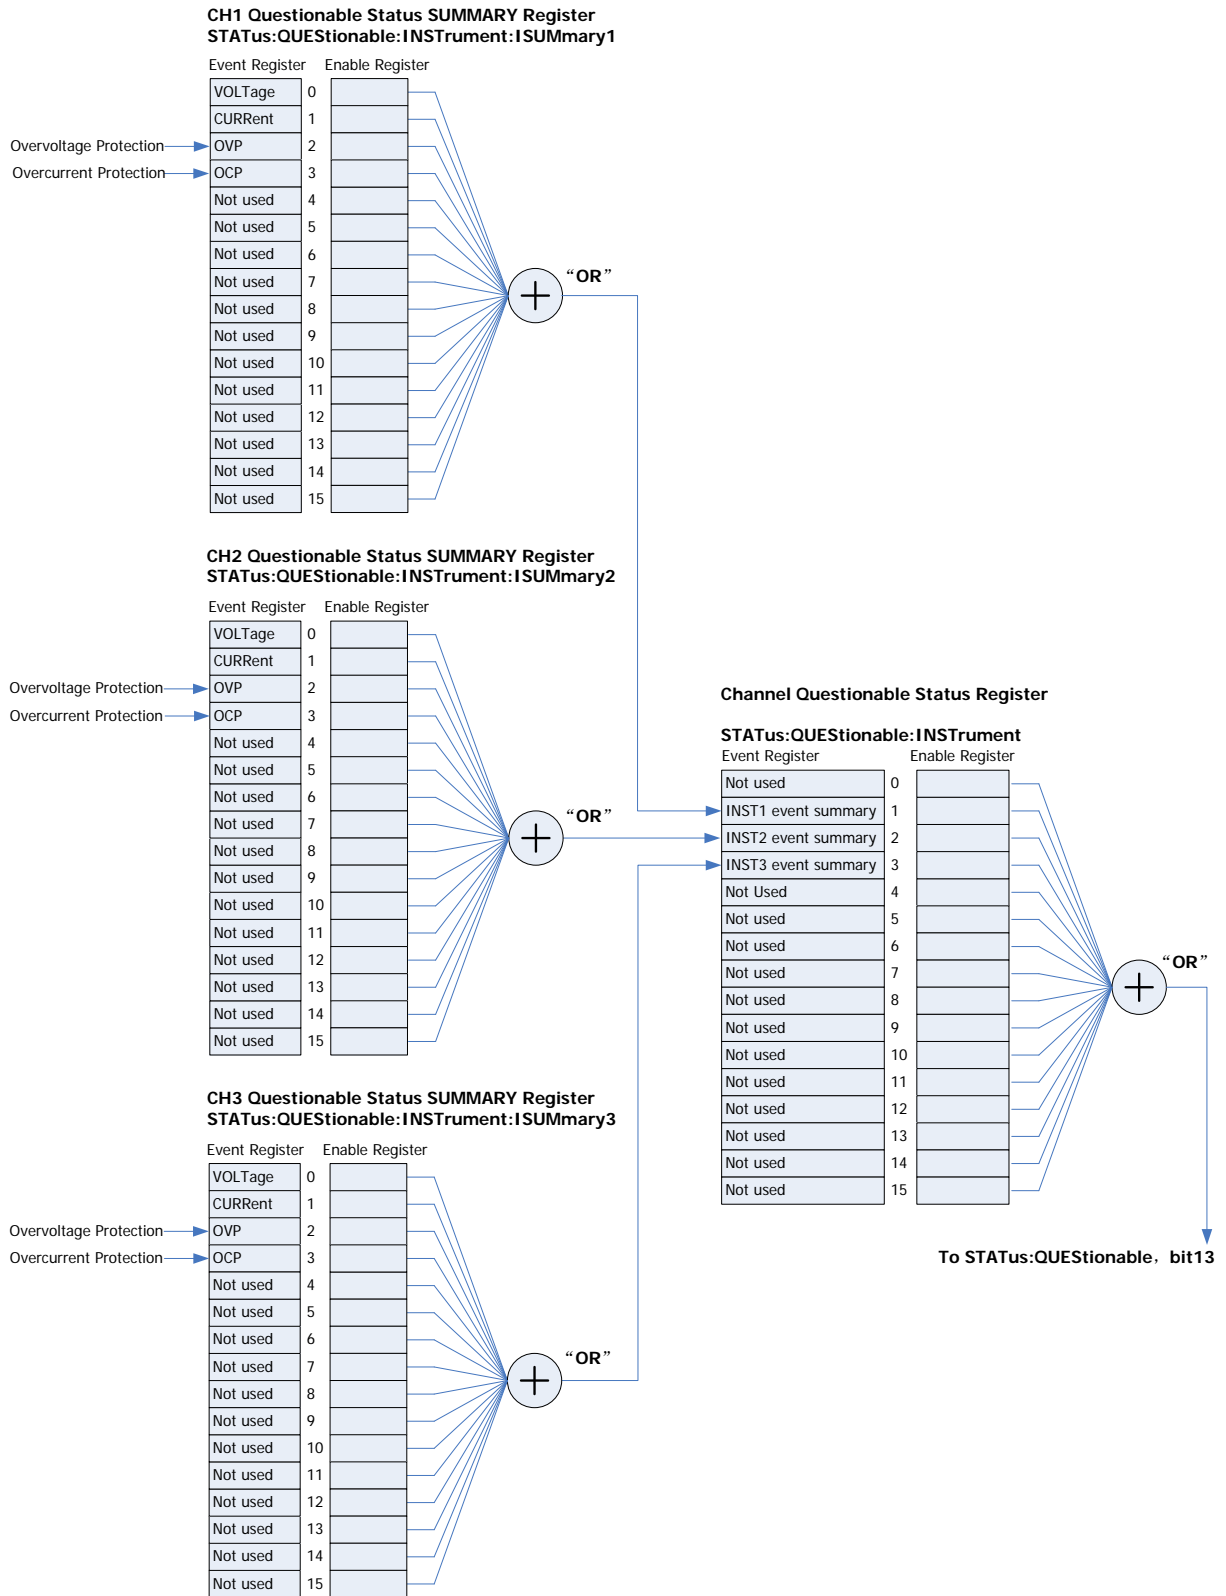 CH1 Questionable Status SUMMARY Register
STATus:QUEStionable:INSTrument:ISUMmary1
Event Register Enable Register
VOLTage 0
CURRent 1
Overvoltage Protection OVP 2
Overcurrent Protection OCP 3
Not used 4
Not used 5
Not used 6
Not used 7
Not used 8
Not used 9
Not used 10
Not used 11
Not used 12
Not used 13
Not used 14
Not used 15
“OR”
CH2 Questionable Status SUMMARY Register
STATus:QUEStionable:INSTrument:ISUMmary2
Event Register Enable Register
VOLTage 0
CURRent 1
Overvoltage Protection OVP 2
Overcurrent Protection OCP 3
Not used 4
Not used 5
Not used 6
Not used 7
Not used 8
Not used 9
Not used 10
Not used 11
Not used 12
Not used 13
Not used 14
Not used 15
“OR”
CH3 Questionable Status SUMMARY Register
STATus:QUEStionable:INSTrument:ISUMmary3
Event Register Enable Register
VOLTage 0
CURRent 1
Overvoltage Protection OVP 2
Overcurrent Protection OCP 3
Not used 4
Not used 5
Not used 6
Not used 7
Not used 8
Not used 9
Not used 10
Not used 11
Not used 12
Not used 13
Not used 14
Not used 15
“OR”
Channel Questionable Status Register
STATus:QUEStionable:INSTrument
Event Register Enable Register
Not used 0
INST1 event summary 1
INST2 event summary 2
INST3 event summary 3
Not Used 4
Not used 5
Not used 6
Not used 7
Not used 8
Not used 9
Not used 10
Not used 11
Not used 12
Not used 13
Not used 14
Not used 15
“OR”
To STATus:QUEStionable，bit13